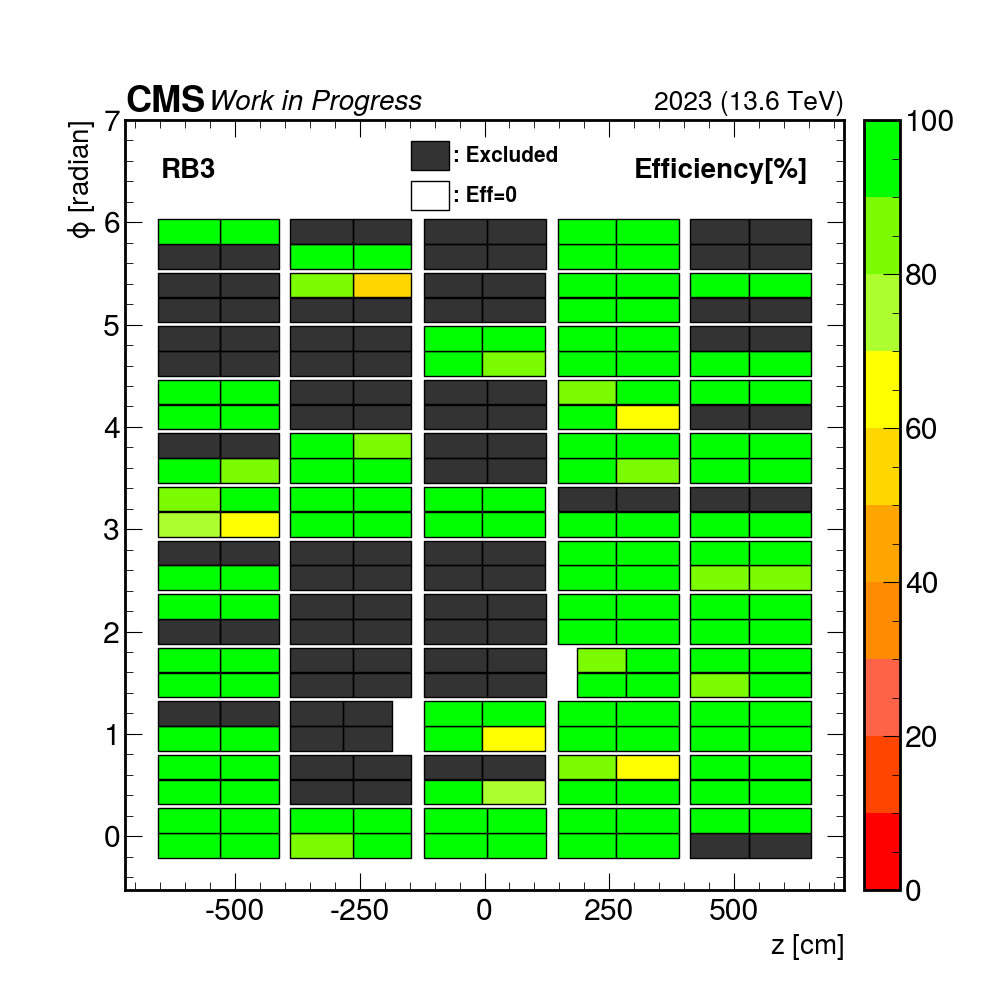 CMS Work in Progress 2023 (13.6 TeV)
RB3 : Excluded Efficiency[%]
: Eff=0
ϕ [radian]
7
6
5
4
3
2
1
0
-500 -250 0 250 500
z [cm]
100
80
60
40
20
0